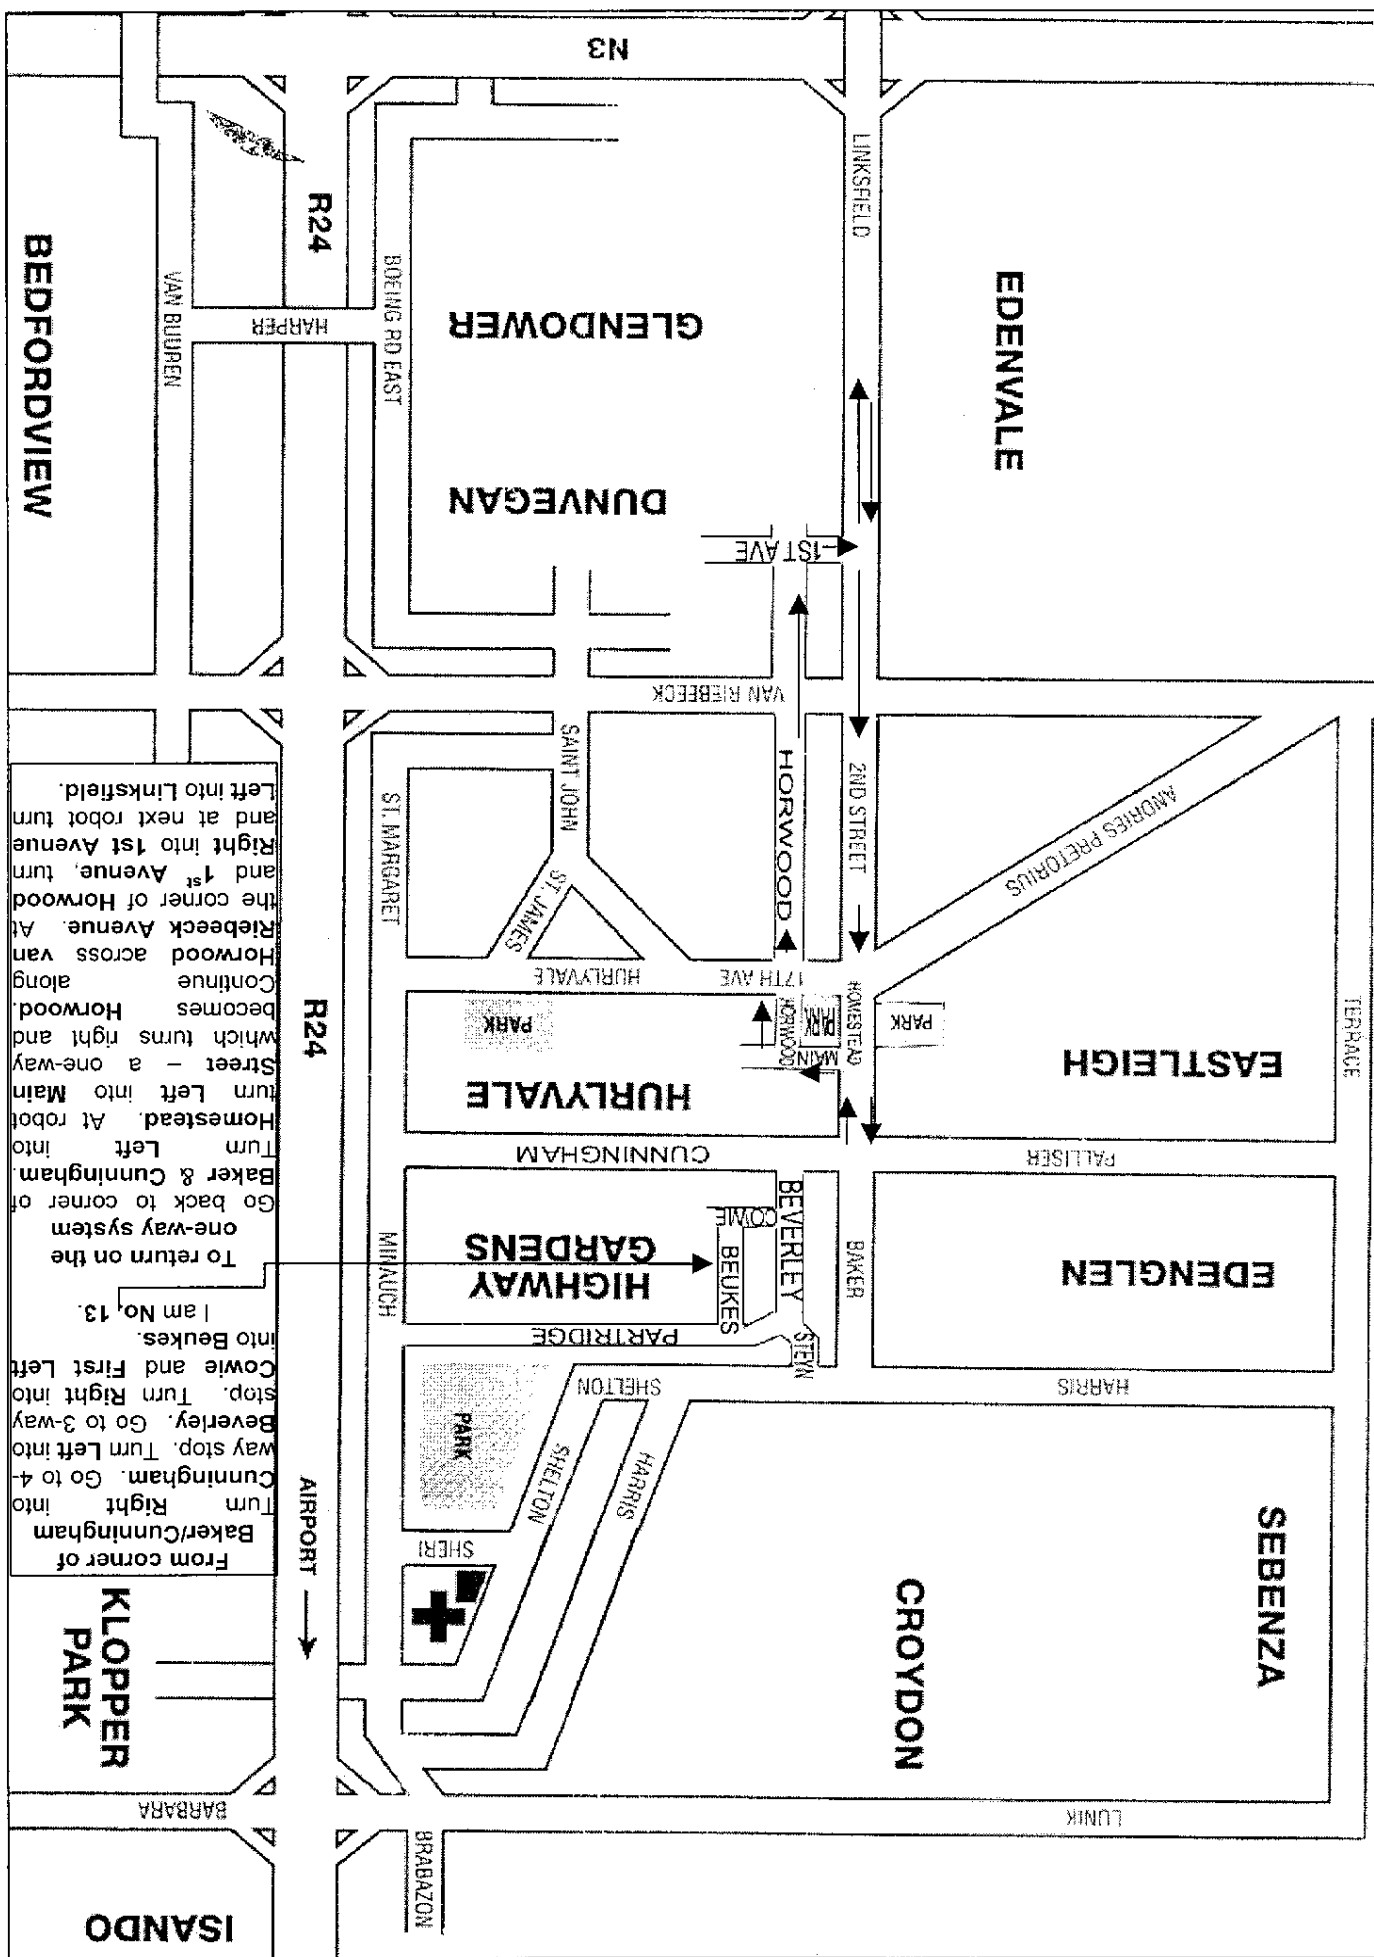 ISANDO
BRABAZON
LUNIK
BARBARA
KLOPPER
PARK
AIRPORT
CROYDON
SEBENZA
SHERI
PARK
SHELTON
HARRIS
SHELTON
HARRIS
STEYN
PARTRIDGE
HIGHWAY
GARDENS
BEUKES
COWIE
BEVERLEY
BAKER
EDENGLEN
MINAUCH
CUNNINGHAM
PALLISER
HURLYVALE
EASTLEIGH
TERRACE
MAIN
HORWOOD
PARK
HOMESTEAD
PARK
PARK
R24
HURLYVALE
17TH AVE
ST. JAMES
ST. MARGARET
SAINT JOHN
HORWOOD
2ND STREET
ANDRIES PRETORIUS
VAN RIEBEECK
1ST AVE
DUNVEGAN
GLENDOWER
EDENVALE
BOEING RD EAST
HARPER
VAN BUUREN
BEDFORDVIEW
R24
LINKSFIELD
N3
From corner of
Baker/Cunningham
Turn Right into
Cunningham. Go to 4-
way stop. Turn Left into
Beverley. Go to 3-way
stop. Turn Right into
Cowie and First Left
into Beukes.
I am No. 13.
To return on the
one-way system
Go back to corner of
Baker & Cunningham.
Turn Left into
Homestead. At robot
turn Left into Main
Street – a one-way
which turns right and
becomes Horwood.
Continue along
Horwood across van
Riebeeck Avenue. At
the corner of Horwood
and 1st Avenue, turn
Right into 1st Avenue
and at next robot turn
Left into Linksfield.